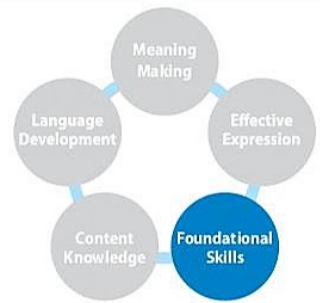 Meaning
Making
Language
Development
Effective
Expression
Content
Knowledge
Foundational
Skills